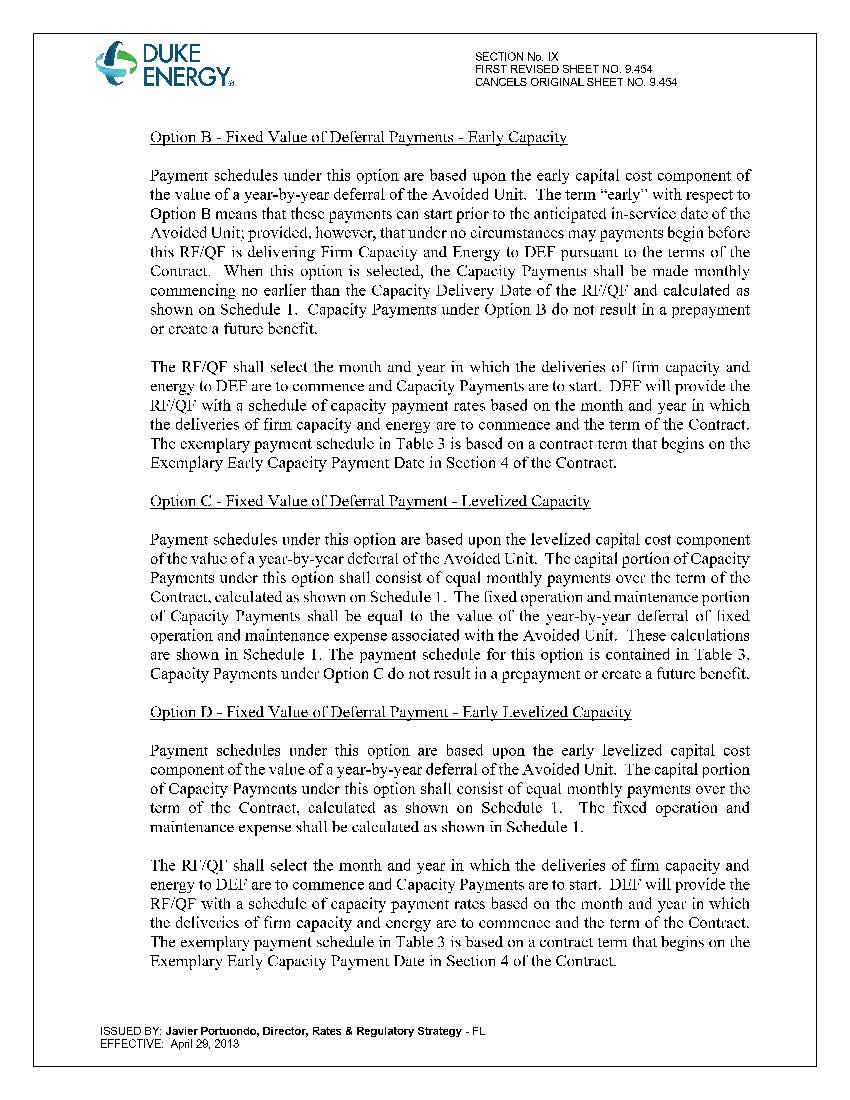 DUKE
ENERGY®
SECTION No. IX
FIRST REVISED SHEET NO. 9.454
CANCELS ORIGINAL SHEET NO. 9.454
Option B - Fixed Value of Deferral Payments - Early Capacity
Payment schedules under this option are based upon the early capital cost component of
the value of a year-by-year deferral of the Avoided Unit. The term “early” with respect to
Option B means that these payments can start prior to the anticipated in-service date of the
Avoided Unit; provided, however, that under no circumstances may payments begin before
this RF/QF is delivering Firm Capacity and Energy to DEF pursuant to the terms of the
Contract. When this option is selected, the Capacity Payments shall be made monthly
commencing no earlier than the Capacity Delivery Date of the RF/QF and calculated as
shown on Schedule 1. Capacity Payments under Option B do not result in a prepayment
or create a future benefit.
The RF/QF shall select the month and year in which the deliveries of firm capacity and
energy to DEF are to commence and Capacity Payments are to start. DEF will provide the
RF/QF with a schedule of capacity payment rates based on the month and year in which
the deliveries of firm capacity and energy are to commence and the term of the Contract.
The exemplary payment schedule in Table 3 is based on a contract term that begins on the
Exemplary Early Capacity Payment Date in Section 4 of the Contract.
Option C - Fixed Value of Deferral Payment - Levelized Capacity
Payment schedules under this option are based upon the levelized capital cost component
of the value of a year-by-year deferral of the Avoided Unit. The capital portion of Capacity
Payments under this option shall consist of equal monthly payments over the term of the
Contract, calculated as shown on Schedule 1. The fixed operation and maintenance portion
of Capacity Payments shall be equal to the value of the year-by-year deferral of fixed
operation and maintenance expense associated with the Avoided Unit. These calculations
are shown in Schedule 1. The payment schedule for this option is contained in Table 3.
Capacity Payments under Option C do not result in a prepayment or create a future benefit.
Option D - Fixed Value of Deferral Payment - Early Levelized Capacity
Payment schedules under this option are based upon the early levelized capital cost
component of the value of a year-by-year deferral of the Avoided Unit. The capital portion
of Capacity Payments under this option shall consist of equal monthly payments over the
term of the Contract, calculated as shown on Schedule 1. The fixed operation and
maintenance expense shall be calculated as shown in Schedule 1.
The RF/QF shall select the month and year in which the deliveries of firm capacity and
energy to DEF are to commence and Capacity Payments are to start. DEF will provide the
RF/QF with a schedule of capacity payment rates based on the month and year in which
the deliveries of firm capacity and energy are to commence and the term of the Contract.
The exemplary payment schedule in Table 3 is based on a contract term that begins on the
Exemplary Early Capacity Payment Date in Section 4 of the Contract.
ISSUED BY: Javier Portuondo, Director, Rates & Regulatory Strategy - FL
EFFECTIVE: April 29, 2013